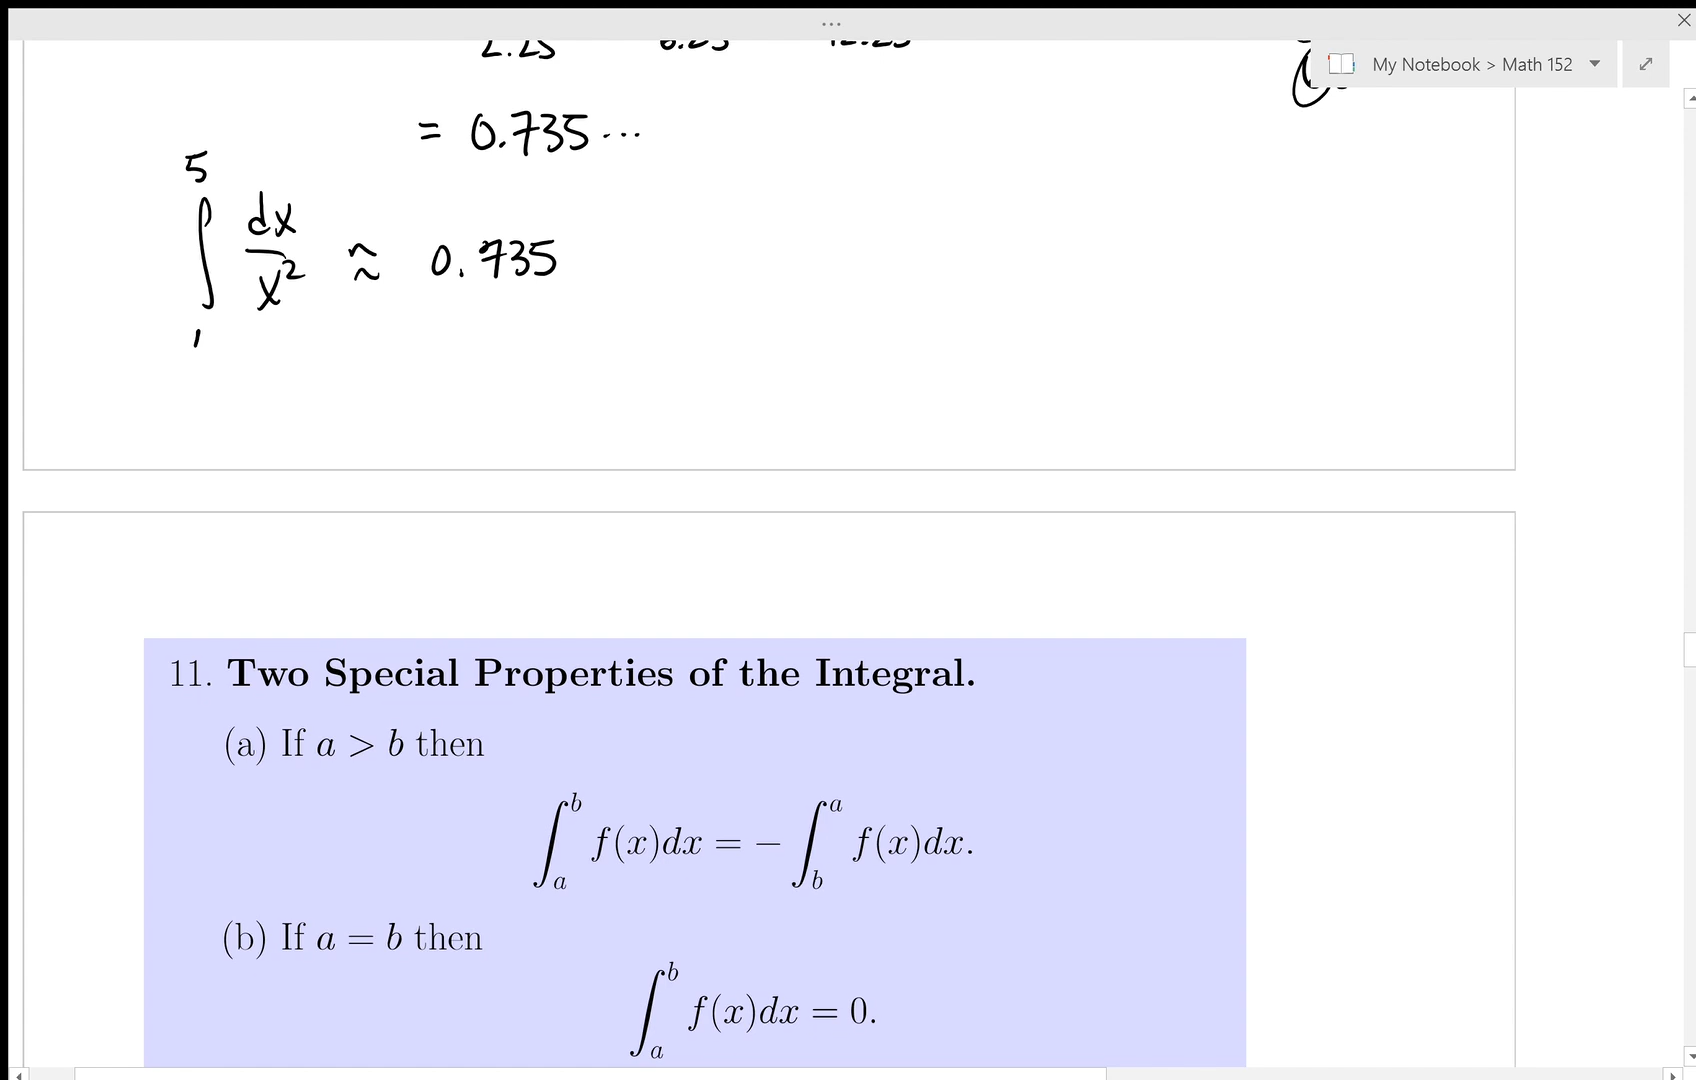 My Notebook > Math 152
= 0.735...
5
∫ dx/x² ≈ 0.735
1
11. Two Special Properties of the Integral.
(a) If a > b then
∫_a^b f(x)dx = − ∫_b^a f(x)dx.
(b) If a = b then
∫_a^b f(x)dx = 0.